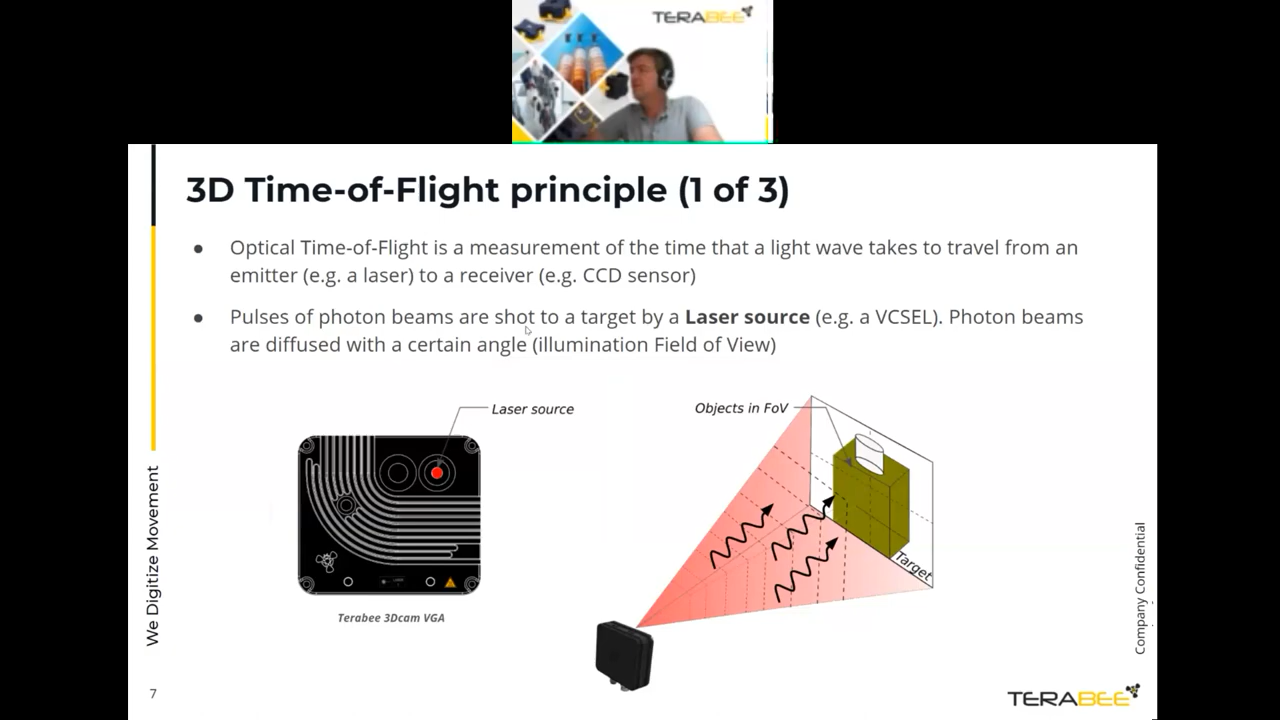 TERABEE
3D Time-of-Flight principle (1 of 3)
● Optical Time-of-Flight is a measurement of the time that a light wave takes to travel from an
emitter (e.g. a laser) to a receiver (e.g. CCD sensor)
● Pulses of photon beams are shot to a target by a Laser source (e.g. a VCSEL). Photon beams
are diffused with a certain angle (illumination Field of View)
Laser source
Objects in FoV
Target
Terabee 3Dcam VGA
We Digitize Movement
Company Confidential
7
TERABEE